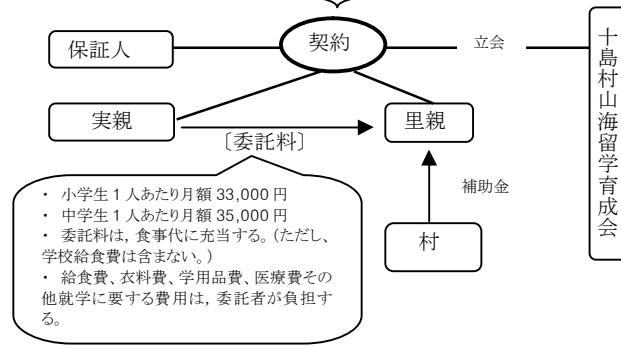 契約
保証人
立会
十島村山海留学育成会
実親
里親
〔委託料〕
・ 小学生１人あたり月額 33,000 円
・ 中学生１人あたり月額 35,000 円
・ 委託料は，食事代に充当する。（ただし、
学校給食費は含まない。）
・ 給食費、衣料費、学用品費、医療費その
他就学に要する費用は，委託者が負担す
る。
補助金
村